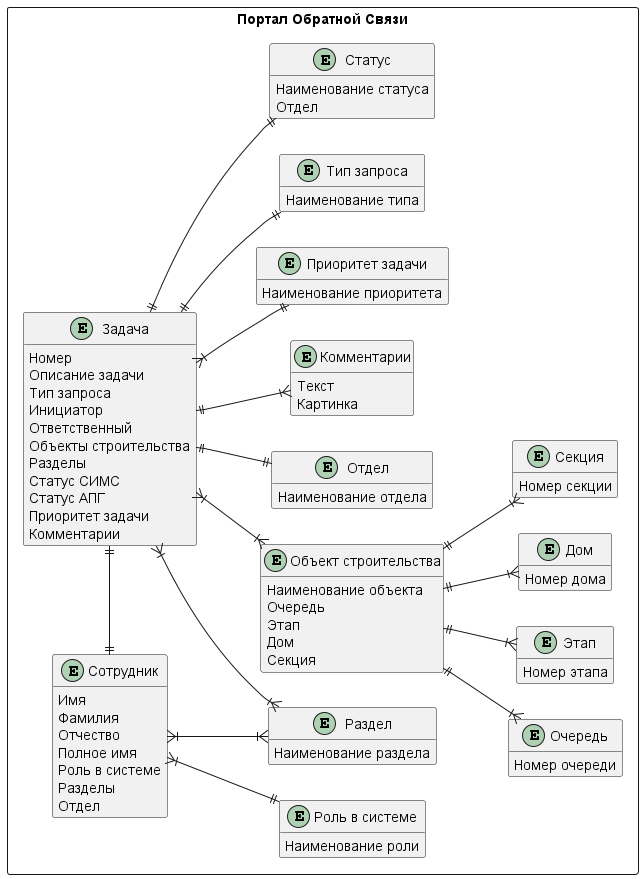 Портал Обратной Связи
E Статус
Наименование статуса
Отдел
E Тип запроса
Наименование типа
E Приоритет задачи
Наименование приоритета
E Задача
Номер
Описание задачи
Тип запроса
Инициатор
Ответственный
Объекты строительства
Разделы
Статус СИМС
Статус АПГ
Приоритет задачи
Комментарии
E Комментарии
Текст
Картинка
E Отдел
Наименование отдела
E Секция
Номер секции
E Объект строительства
Наименование объекта
Очередь
Этап
Дом
Секция
E Дом
Номер дома
E Этап
Номер этапа
E Очередь
Номер очереди
E Сотрудник
Имя
Фамилия
Отчество
Полное имя
Роль в системе
Разделы
Отдел
E Раздел
Наименование раздела
E Роль в системе
Наименование роли